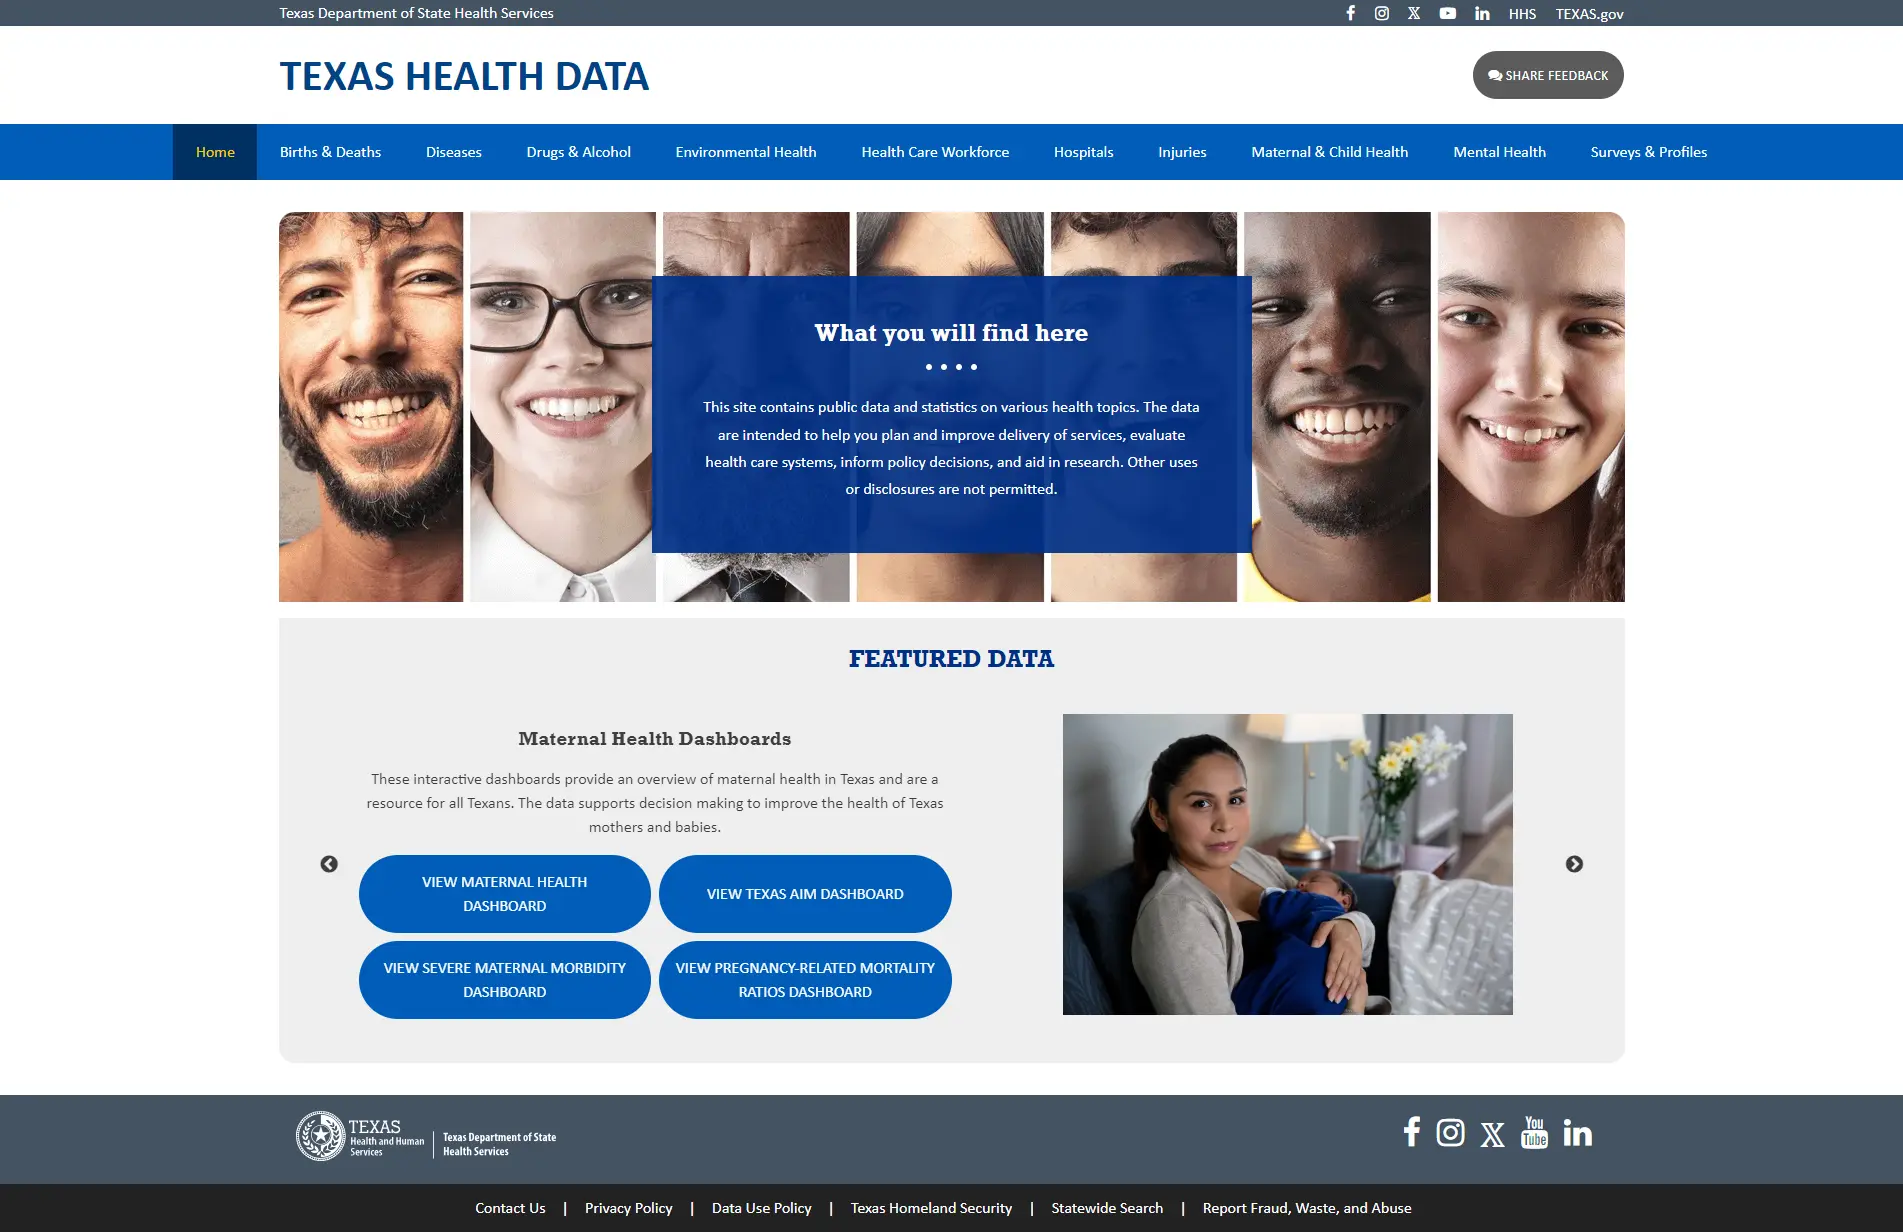 Texas Department of State Health Services
HHS
TEXAS.gov
TEXAS HEALTH DATA
SHARE FEEDBACK
Home
Births & Deaths
Diseases
Drugs & Alcohol
Environmental Health
Health Care Workforce
Hospitals
Injuries
Maternal & Child Health
Mental Health
Surveys & Profiles
What you will find here
This site contains public data and statistics on various health topics. The data
are intended to help you plan and improve delivery of services, evaluate
health care systems, inform policy decisions, and aid in research. Other uses
or disclosures are not permitted.
FEATURED DATA
Maternal Health Dashboards
These interactive dashboards provide an overview of maternal health in Texas and are a
resource for all Texans. The data supports decision making to improve the health of Texas
mothers and babies.
VIEW MATERNAL HEALTH
DASHBOARD
VIEW TEXAS AIM DASHBOARD
VIEW SEVERE MATERNAL MORBIDITY
DASHBOARD
VIEW PREGNANCY-RELATED MORTALITY
RATIOS DASHBOARD
TEXAS
Health and Human
Services
Texas Department of State
Health Services
You
Tube
Contact Us | Privacy Policy | Data Use Policy | Texas Homeland Security | Statewide Search | Report Fraud, Waste, and Abuse